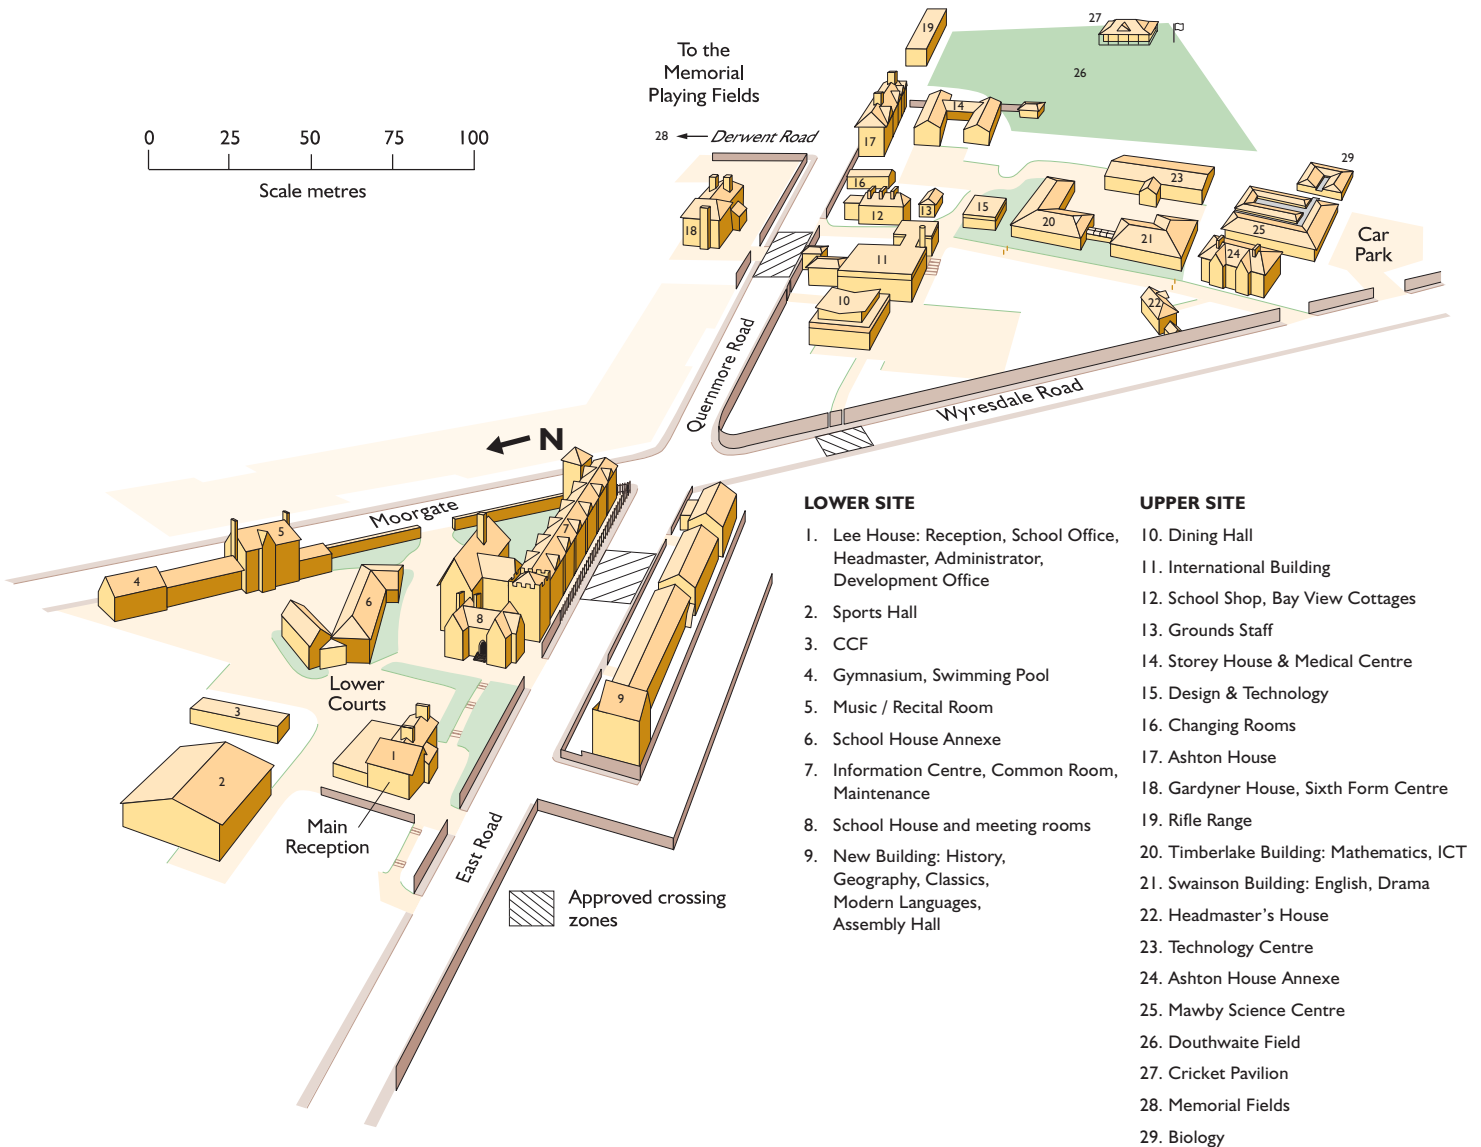 27
19
To the
Memorial
Playing Fields
26
14
0 25 50 75 100
Scale metres
28
Derwent Road
17
29
16
23
12
13
15
20
21
25
24
Car
Park
18
11
10
22
Quernmore Road
Wyresdale Road
N
Moorgate
5
4
7
6
8
Lower
Courts
3
9
1
2
Main
Reception
East Road
Approved crossing
zones
LOWER SITE
1. Lee House: Reception, School Office,
Headmaster, Administrator,
Development Office
2. Sports Hall
3. CCF
4. Gymnasium, Swimming Pool
5. Music / Recital Room
6. School House Annexe
7. Information Centre, Common Room,
Maintenance
8. School House and meeting rooms
9. New Building: History,
Geography, Classics,
Modern Languages,
Assembly Hall
UPPER SITE
10. Dining Hall
11. International Building
12. School Shop, Bay View Cottages
13. Grounds Staff
14. Storey House & Medical Centre
15. Design & Technology
16. Changing Rooms
17. Ashton House
18. Gardyner House, Sixth Form Centre
19. Rifle Range
20. Timberlake Building: Mathematics, ICT
21. Swainson Building: English, Drama
22. Headmaster's House
23. Technology Centre
24. Ashton House Annexe
25. Mawby Science Centre
26. Douthwaite Field
27. Cricket Pavilion
28. Memorial Fields
29. Biology